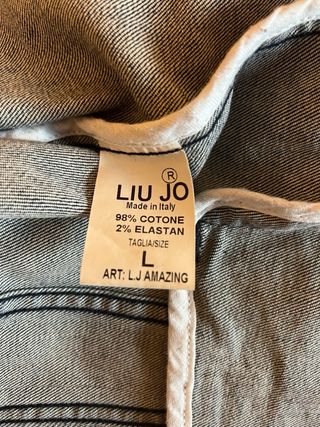 LIU JO®
Made in Italy
98% COTONE
2% ELASTAN
TAGLIA/SIZE
L
ART: L.J AMAZING